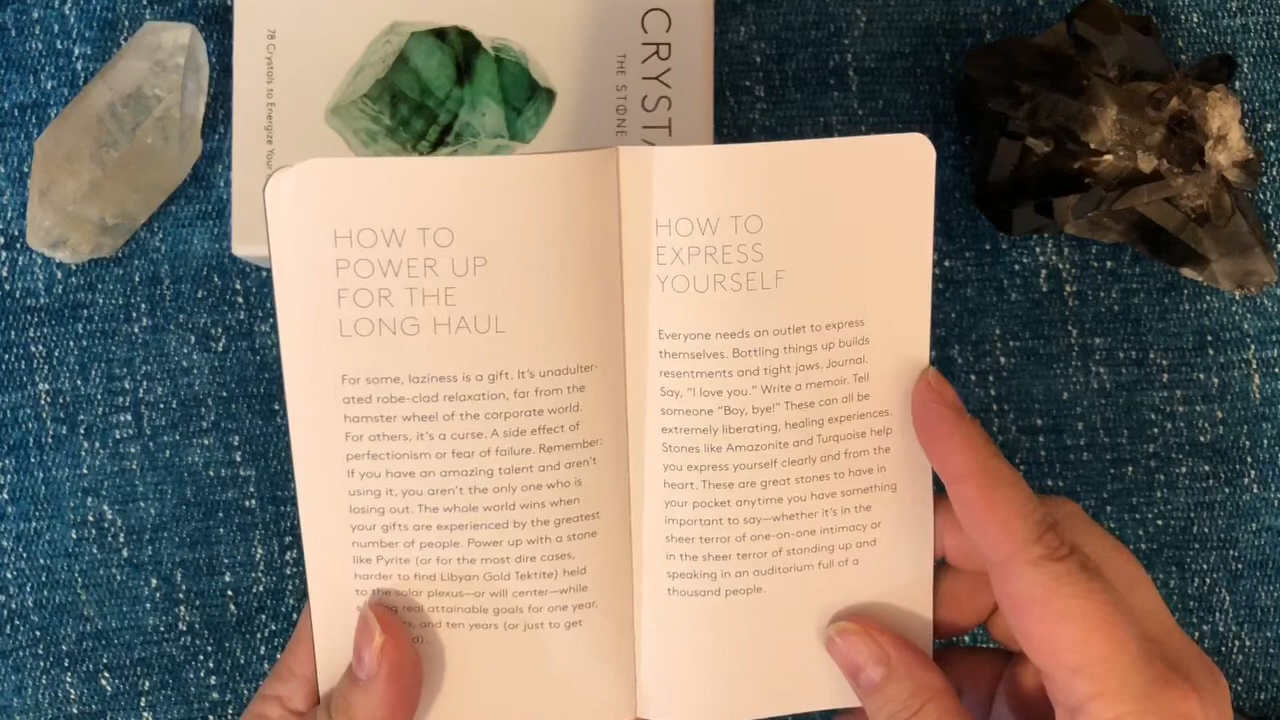 78 Crystals to Energize Your
CRYSTA
THE STONE
HOW TO
POWER UP
FOR THE
LONG HAUL
For some, laziness is a gift. It's unadulter-
ated robe-clad relaxation, far from the
hamster wheel of the corporate world.
For others, it's a curse. A side effect of
perfectionism or fear of failure. Remember:
If you have an amazing talent and aren't
using it, you aren't the only one who is
losing out. The whole world wins when
your gifts are experienced by the greatest
number of people. Power up with a stone
like Pyrite (or for the most dire cases,
harder to find Libyan Gold Tektite) held
to the solar plexus—or will center—while
real attainable goals for one year,
and ten years (or just to get
HOW TO
EXPRESS
YOURSELF
Everyone needs an outlet to express
themselves. Bottling things up builds
resentments and tight jaws. Journal.
Say, "I love you." Write a memoir. Tell
someone "Boy, bye!" These can all be
extremely liberating, healing experiences.
Stones like Amazonite and Turquoise help
you express yourself clearly and from the
heart. These are great stones to have in
your pocket anytime you have something
important to say—whether it's in the
sheer terror of one-on-one intimacy or
in the sheer terror of standing up and
speaking in an auditorium full of a
thousand people.